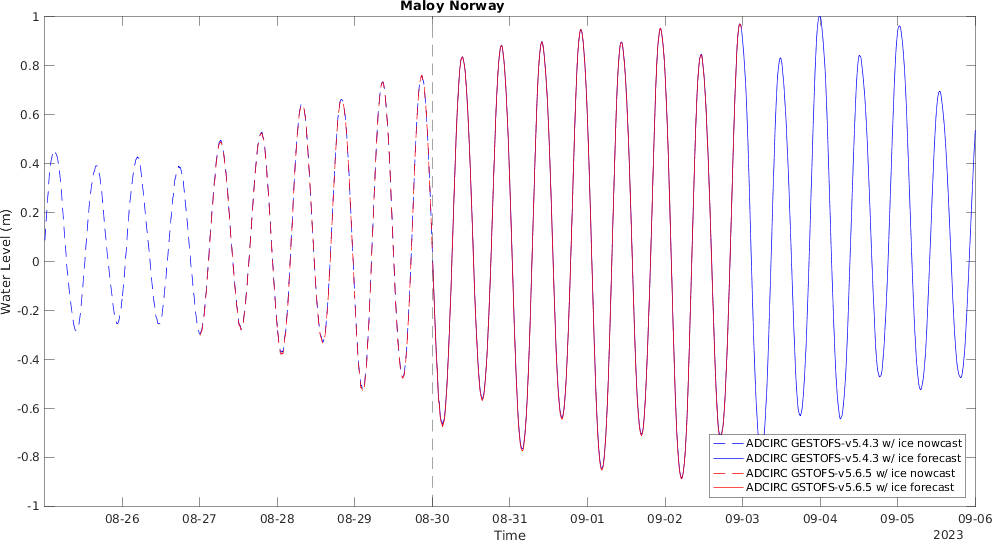 Maloy Norway
Water Level (m)
1
0.8
0.6
0.4
0.2
0
-0.2
-0.4
-0.6
-0.8
-1
ADCIRC GESTOFS-v5.4.3 w/ ice nowcast
ADCIRC GESTOFS-v5.4.3 w/ ice forecast
ADCIRC GSTOFS-v5.6.5 w/ ice nowcast
ADCIRC GSTOFS-v5.6.5 w/ ice forecast
08-26 08-27 08-28 08-29 08-30 08-31 09-01 09-02 09-03 09-04 09-05 09-06
Time
2023